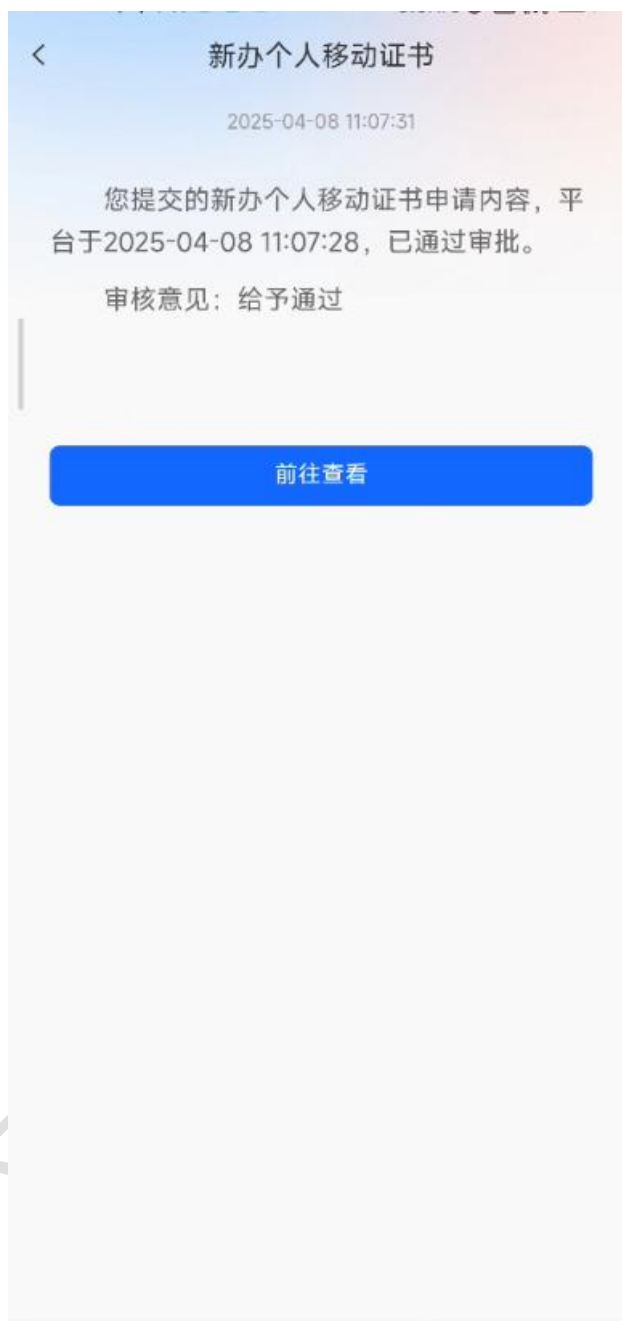 新办个人移动证书
2025-04-08 11:07:31
您提交的新办个人移动证书申请内容，平
台于2025-04-08 11:07:28，已通过审批。
审核意见：给予通过
前往查看